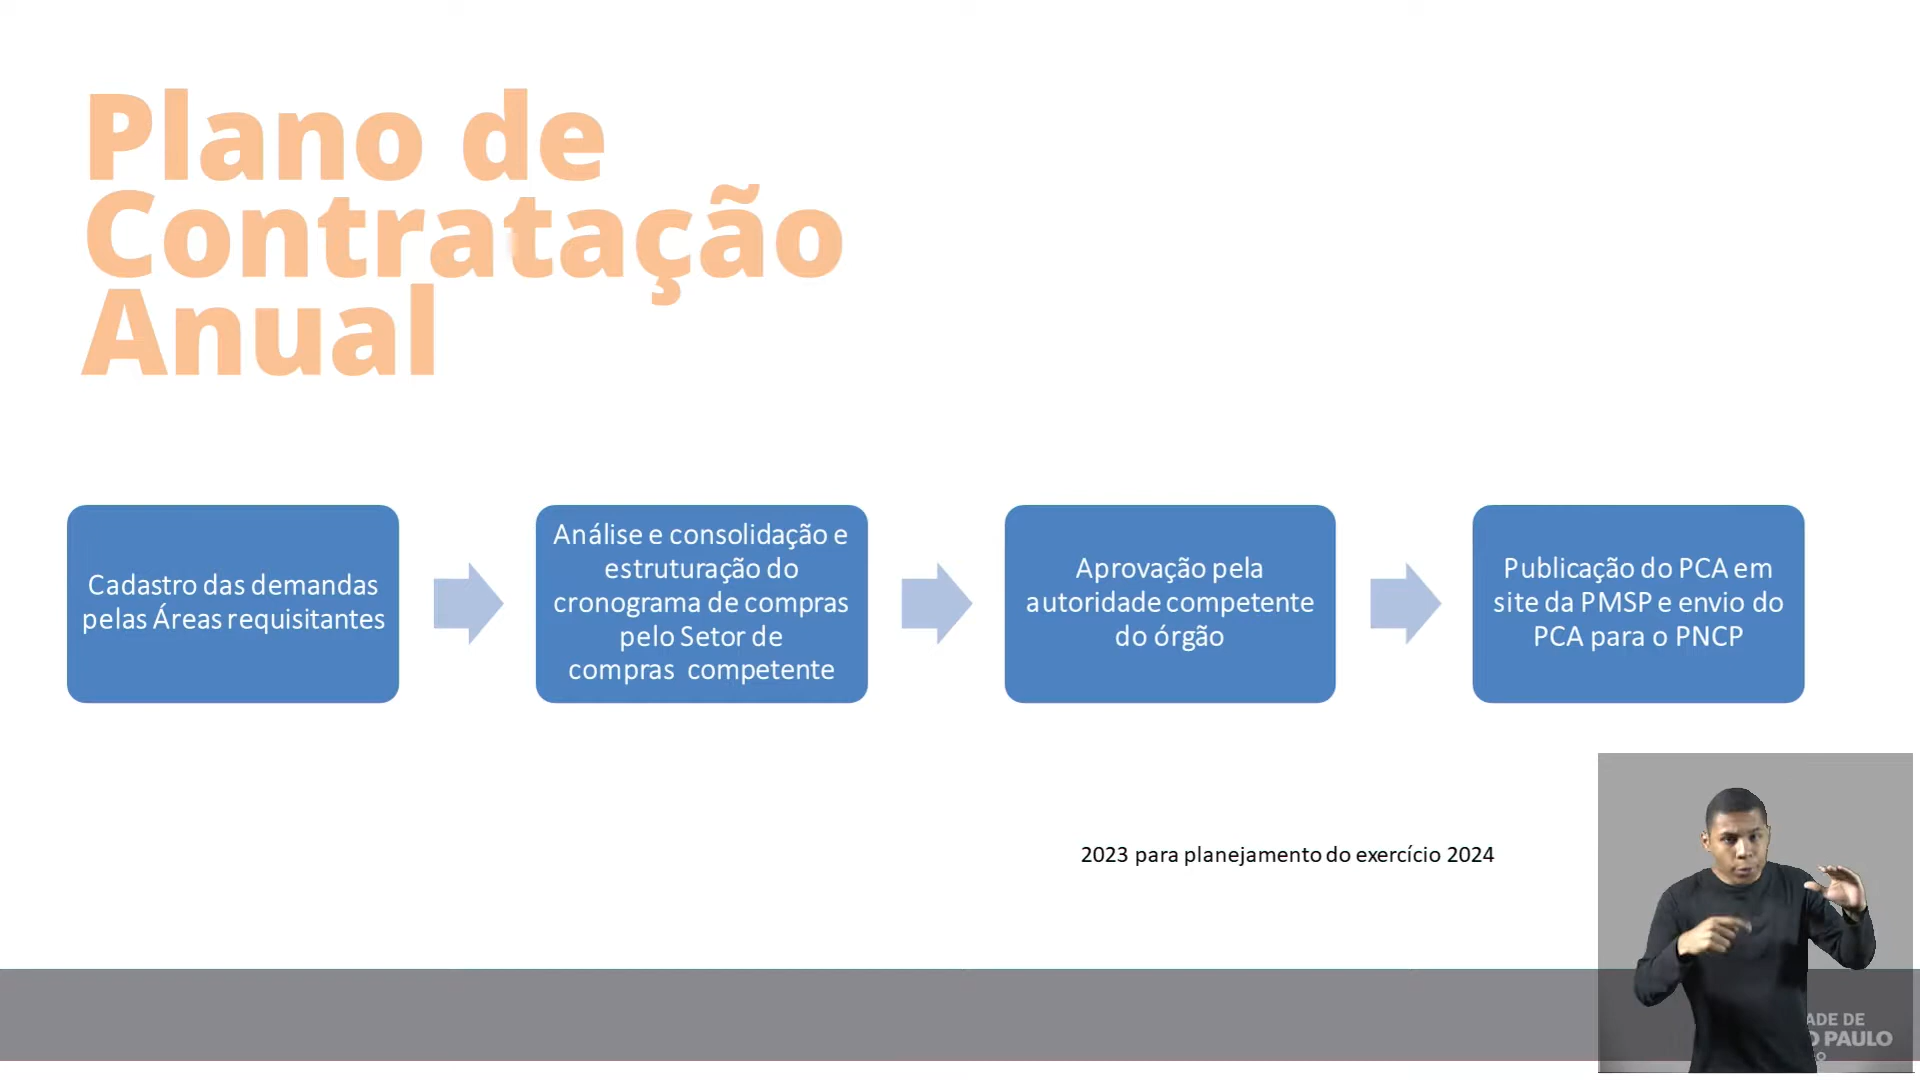 Plano de
Contratação
Anual
Cadastro das demandas
pelas Áreas requisitantes
Análise e consolidação e
estruturação do
cronograma de compras
pelo Setor de
compras competente
Aprovação pela
autoridade competente
do órgão
Publicação do PCA em
site da PMSP e envio do
PCA para o PNCP
2023 para planejamento do exercício 2024
ADE DE
O PAULO